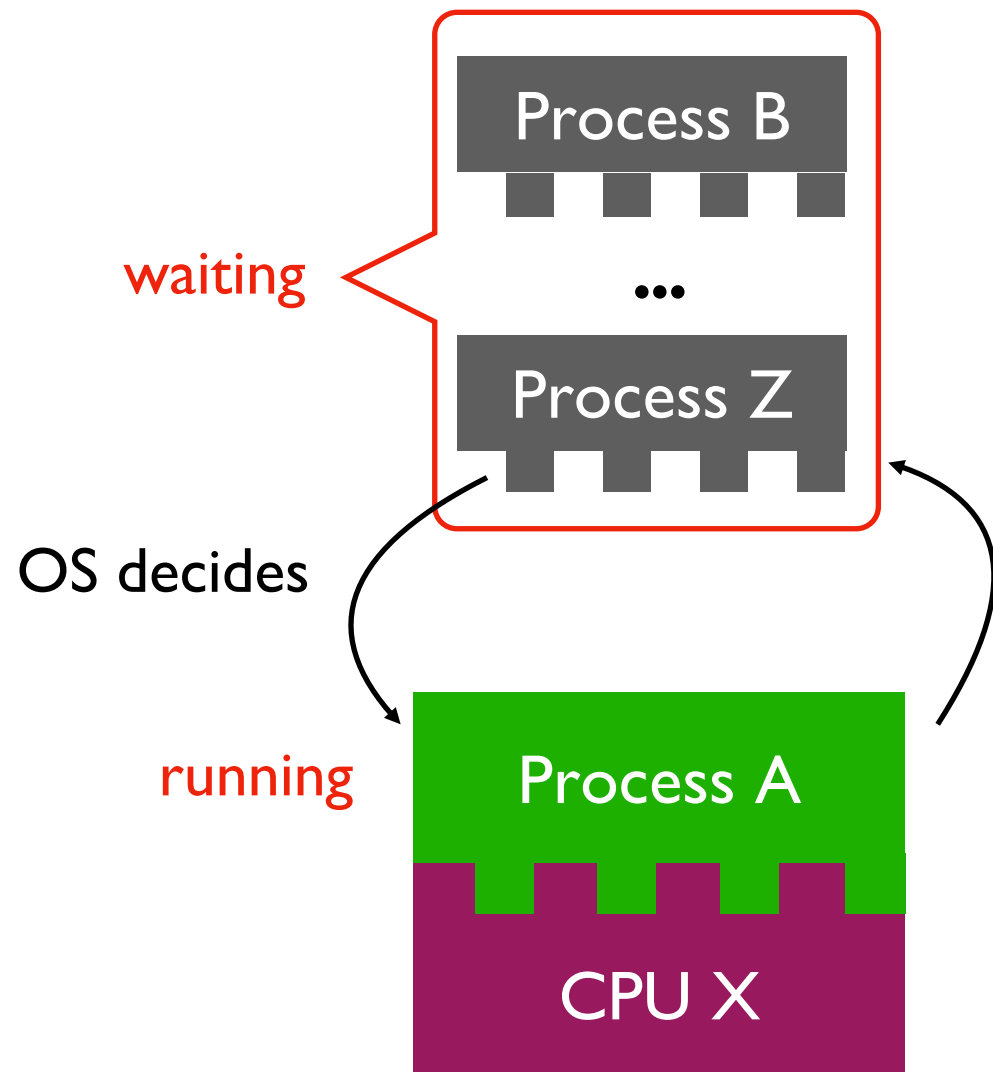 Process B
waiting
...
Process Z
OS decides
running
Process A
CPU X